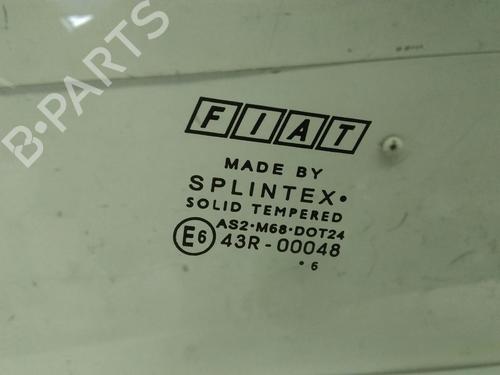 B-PARTS
FIAT
MADE BY
SPLINTEX•
SOLID TEMPERED
AS2•M68•DOT24
E6 43R-00048
•6